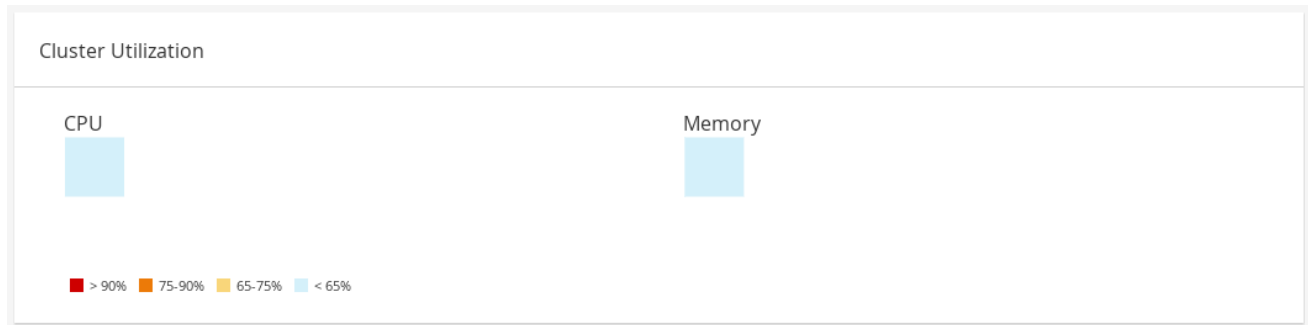 Cluster Utilization
CPU
Memory
> 90% 75-90% 65-75% < 65%